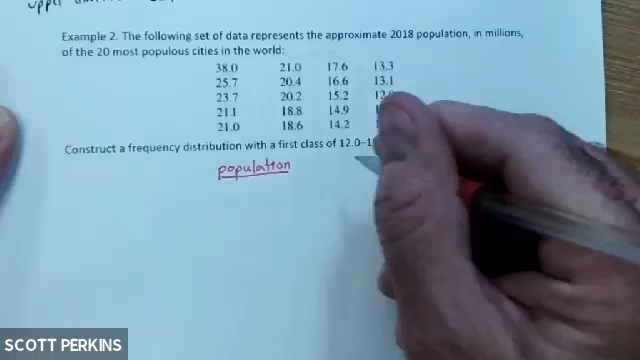 upper
Example 2. The following set of data represents the approximate 2018 population, in millions,
of the 20 most populous cities in the world:
38.0 21.0 17.6 13.3
25.7 20.4 16.6 13.1
23.7 20.2 15.2
21.1 18.8 14.9
21.0 18.6 14.2
Construct a frequency distribution with a first class of 12.0–
population
SCOTT PERKINS